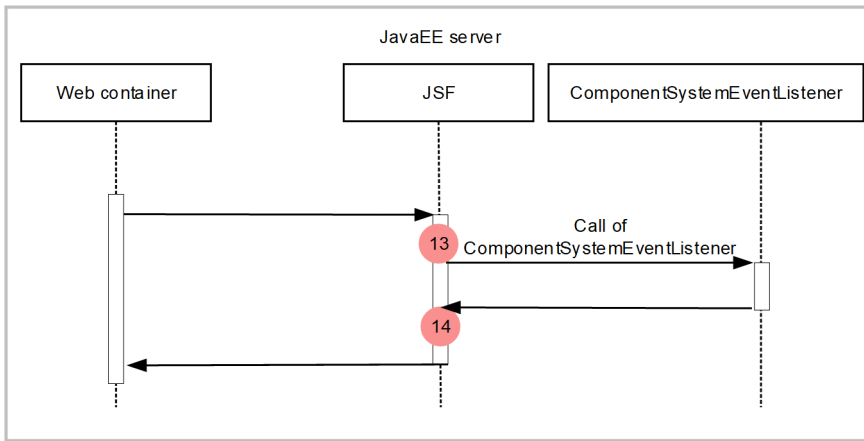 JavaEE server
Web container
JSF
ComponentSystemEventListener
Call of
ComponentSystemEventListener
13
14